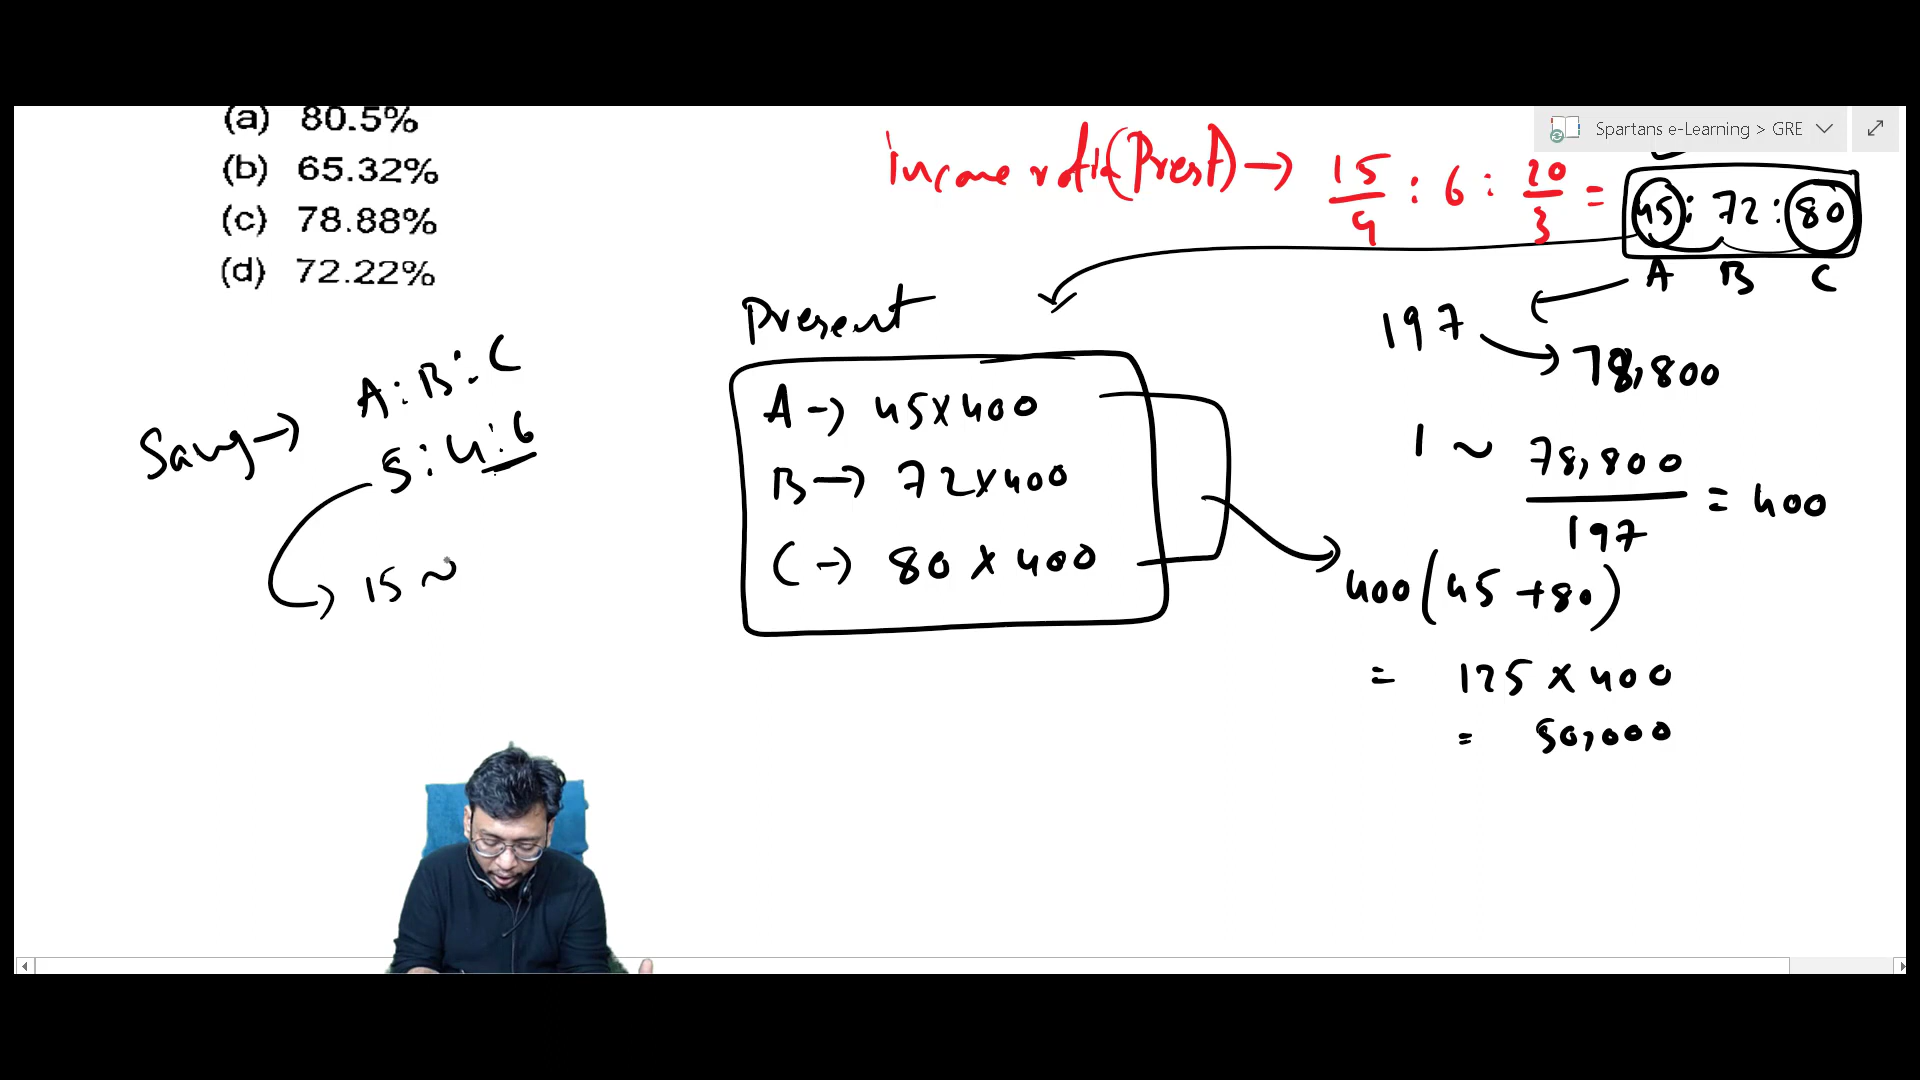 (a) 80.5%
(b) 65.32%
(c) 78.88%
(d) 72.22%
Spartans e-Learning > GRE
Income ratio(Present) → 15/4 : 6 : 20/3 = 45 : 72 : 80
A B C
197 → 78,800
1 ~ 78,800/197 = 400
Present
A → 45×400
B → 72×400
C → 80 × 400
400(45+80)
= 125 × 400
= 50,000
Saving →
A : B : C
5 : 4 : 6
15 ~